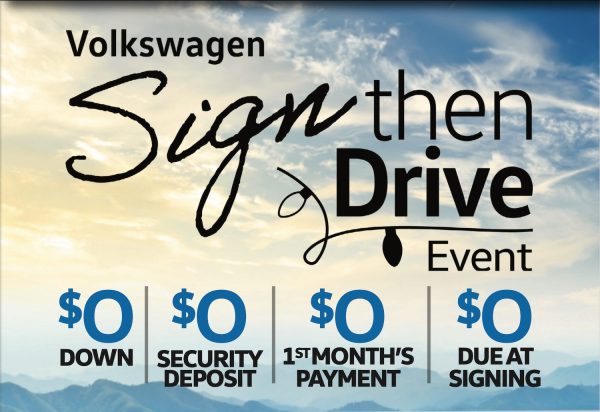 Volkswagen
Sign then
Drive
Event
$0 $0 $0 $0
DOWN SECURITY 1ST MONTH'S DUE AT
DEPOSIT PAYMENT SIGNING